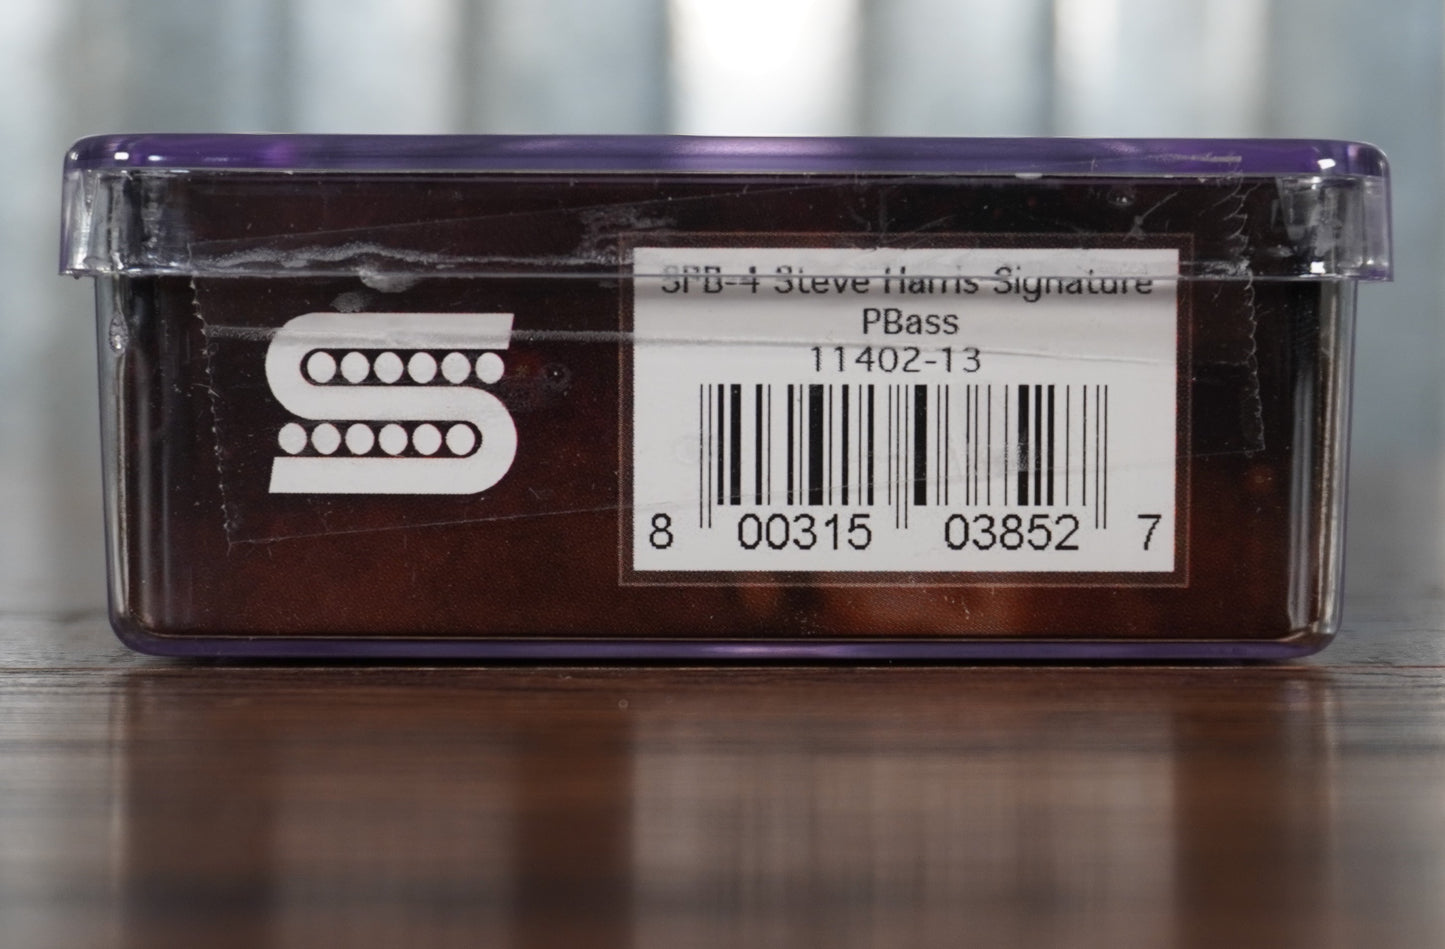 SPB-4 Steve Harris Signature
PBass
11402-13
8 00315 03852 7